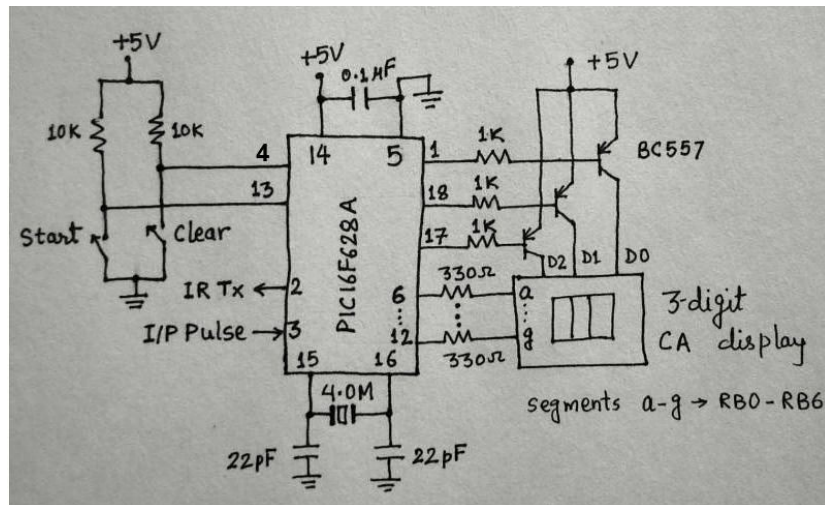 +5V
+5V
+5V
0.1μF
10K
10K
4
14
5
1
1K
BC557
13
18
1K
Start
Clear
17
1K
D2
D1
D0
PIC16F628A
IR Tx
2
6
330Ω
a
3-digit
I/P Pulse
3
12
330Ω
g
CA display
15
16
4.0M
segments a-g → RB0-RB6
22pF
22pF